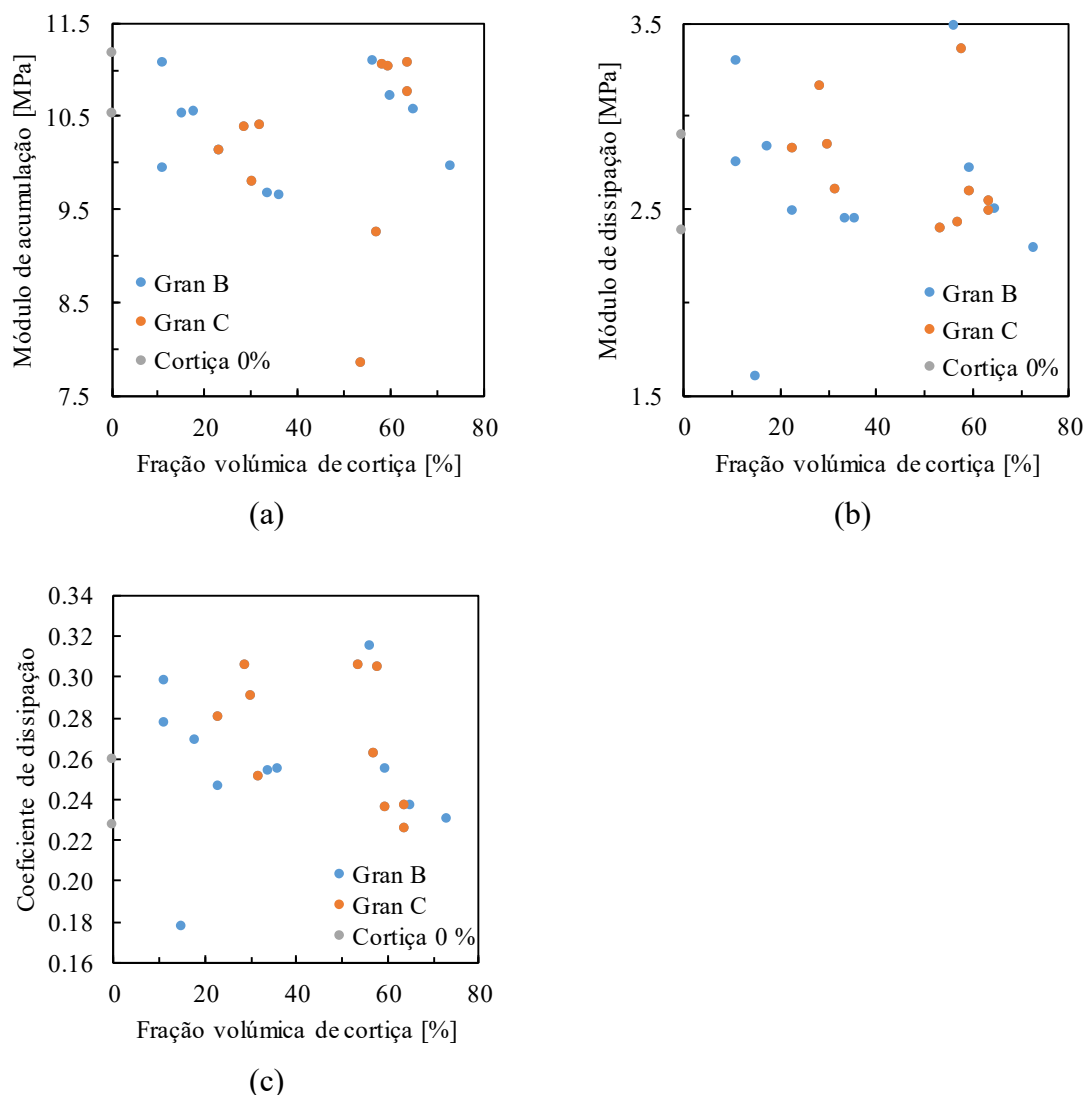 11.5
10.5
9.5
8.5
7.5
Módulo de acumulação [MPa]
Gran B
Gran C
Cortiça 0%
0 20 40 60 80
Fração volúmica de cortiça [%]
(a)
3.5
2.5
1.5
Módulo de dissipação [MPa]
Gran B
Gran C
Cortiça 0%
0 20 40 60 80
Fração volúmica de cortiça [%]
(b)
0.34
0.32
0.30
0.28
0.26
0.24
0.22
0.20
0.18
0.16
Coeficiente de dissipação
Gran B
Gran C
Cortiça 0 %
0 20 40 60 80
Fração volúmica de cortiça [%]
(c)